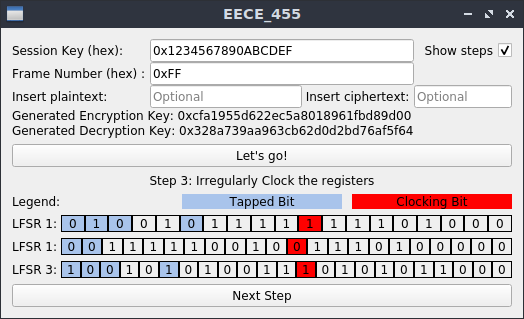 EECE_455
Session Key (hex): 0x1234567890ABCDEF Show steps
Frame Number (hex) : 0xFF
Insert plaintext: Optional Insert ciphertext: Optional
Generated Encryption Key: 0xcfa1955d622ec5a8018961fbd89d00
Generated Decryption Key: 0x328a739aa963cb62d0d2bd76af5f64
Let's go!
Step 3: Irregularly Clock the registers
Legend: Tapped Bit Clocking Bit
LFSR 1: 0 1 0 0 1 0 1 1 1 1 1 1 1 1 0 1 0 0 0
LFSR 1: 0 0 1 1 1 1 1 0 0 1 0 0 1 1 1 0 1 0 0 0 0 0
LFSR 3: 1 0 0 1 0 1 0 1 0 0 1 1 1 0 1 0 1 0 1 1 0 0 0
Next Step